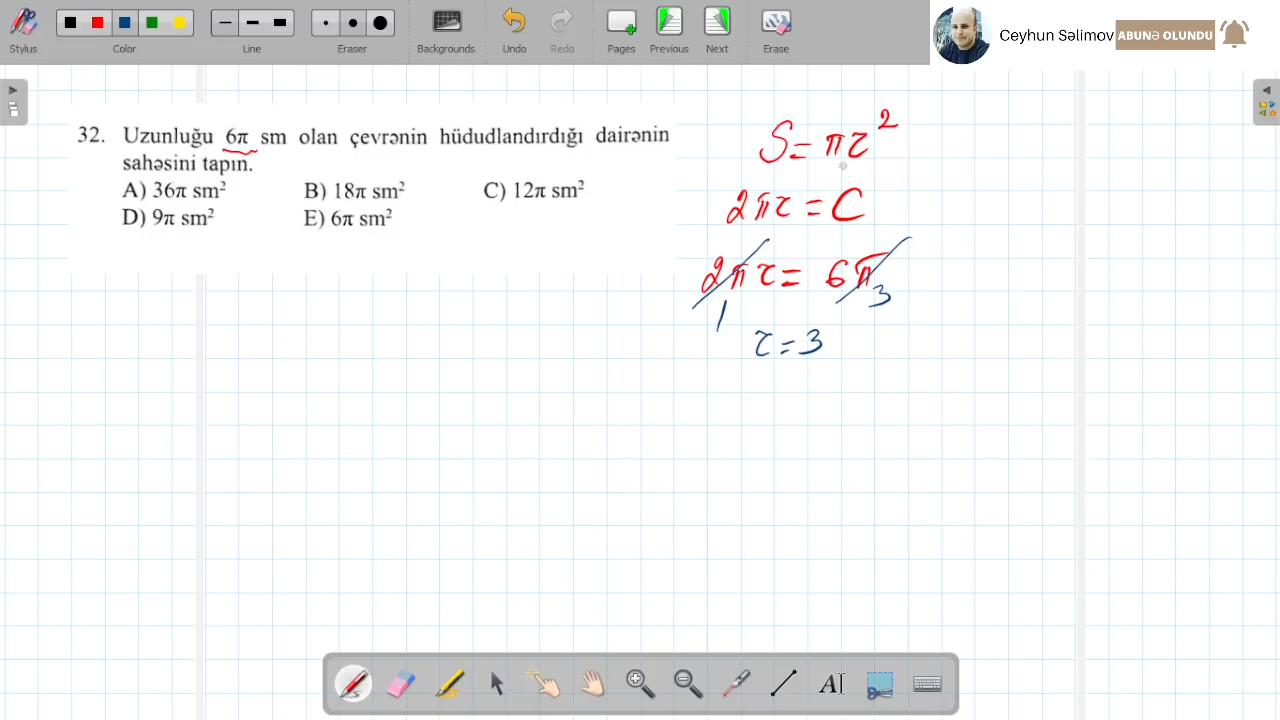 Stylus
Color
Line
Eraser
Backgrounds
Undo
Redo
Pages
Previous
Next
Erase
Ceyhun Səlimov
ABUNƏ OLUNDU
32. Uzunluğu 6π sm olan çevrənin hüdudlandırdığı dairənin
sahəsini tapın.
A) 36π sm² B) 18π sm² C) 12π sm²
D) 9π sm² E) 6π sm²
S = πr²
2πr = C
2πr = 6π
1 3
r = 3
AI